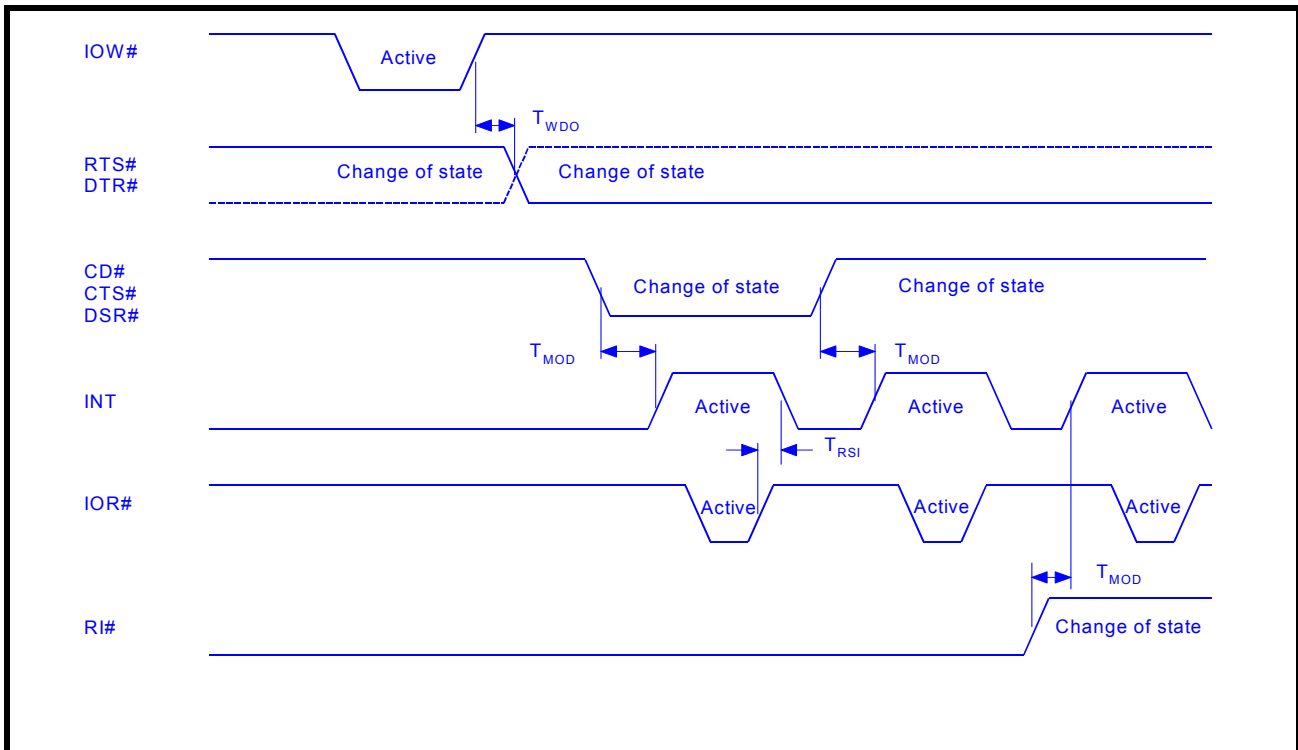 IOW#
Active
TWDO
RTS#
DTR#
Change of state
Change of state
CD#
CTS#
DSR#
Change of state
Change of state
TMOD
TMOD
INT
Active
Active
Active
TRSI
IOR#
Active
Active
Active
TMOD
RI#
Change of state